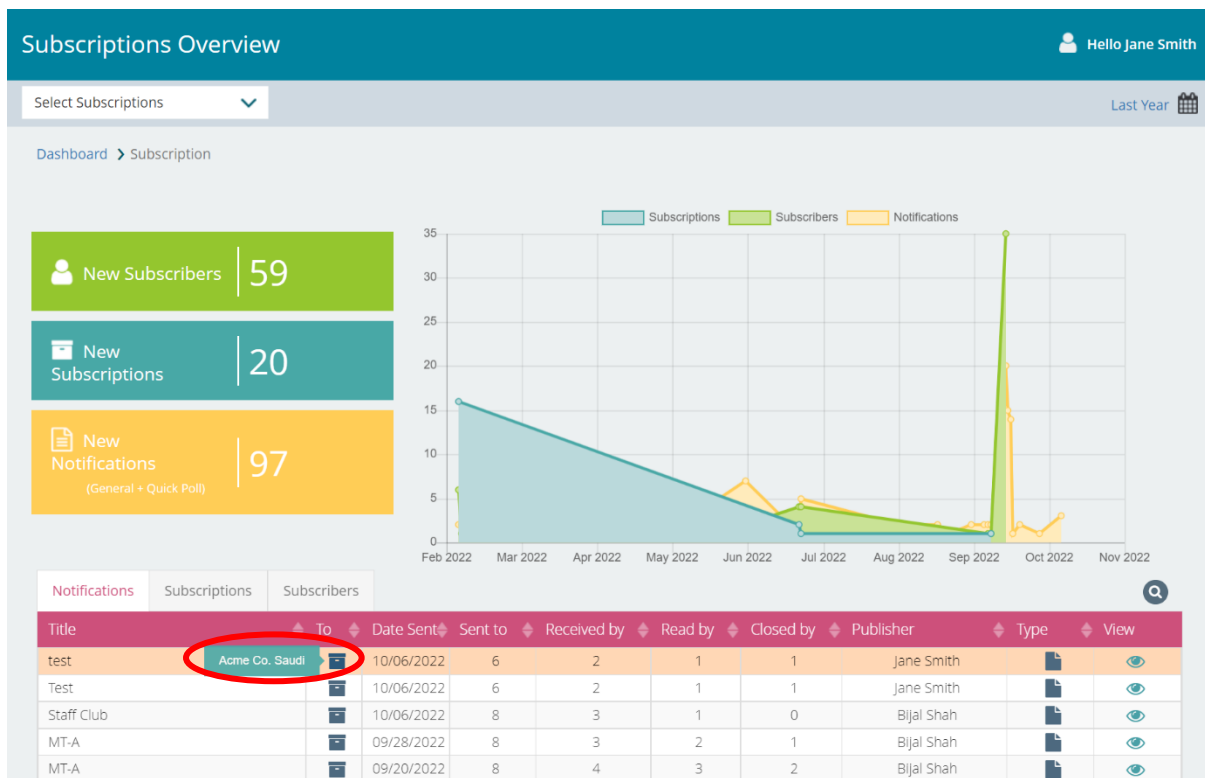 Subscriptions Overview
Hello Jane Smith
Select Subscriptions
Last Year
Dashboard > Subscription
New Subscribers 59
New Subscriptions 20
New Notifications 97
(General + Quick Poll)
Subscriptions Subscribers Notifications
35
30
25
20
15
10
5
0
Feb 2022 Mar 2022 Apr 2022 May 2022 Jun 2022 Jul 2022 Aug 2022 Sep 2022 Oct 2022 Nov 2022
Notifications Subscriptions Subscribers
Title To Date Sent Sent to Received by Read by Closed by Publisher Type View
test Acme Co. Saudi 10/06/2022 6 2 1 1 Jane Smith
Test 10/06/2022 6 2 1 1 Jane Smith
Staff Club 10/06/2022 8 3 1 0 Bijal Shah
MT-A 09/28/2022 8 3 2 1 Bijal Shah
MT-A 09/20/2022 8 4 3 2 Bijal Shah